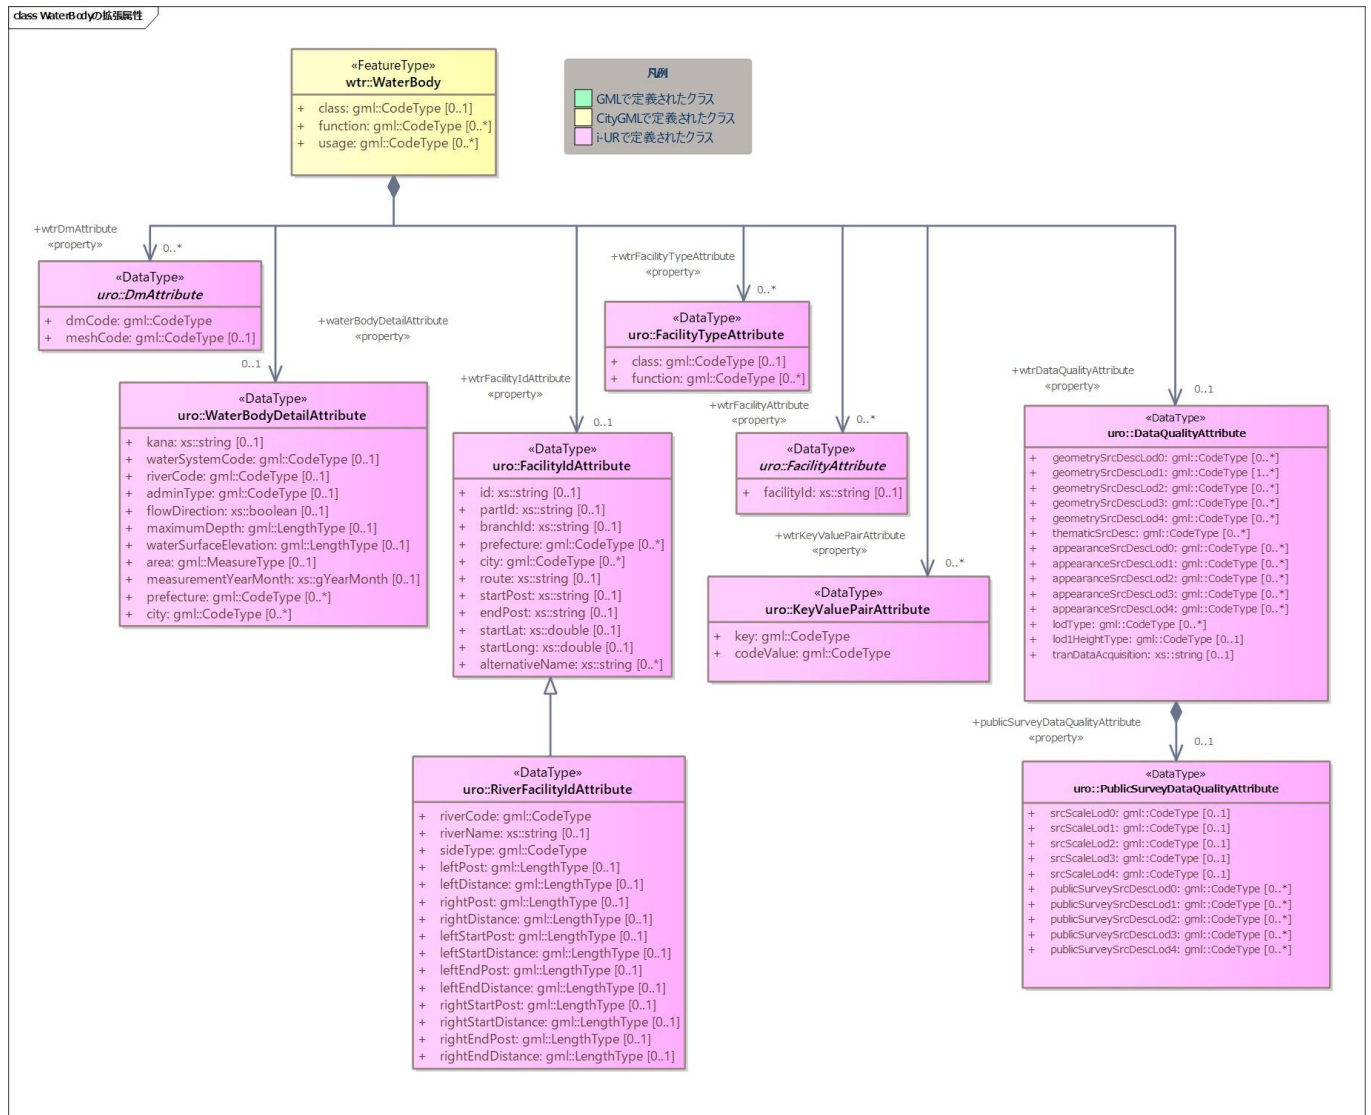 class WaterBodyの拡張属性
«FeatureType»
wtr::WaterBody
+ class: gml::CodeType [0..1]
+ function: gml::CodeType [0..*]
+ usage: gml::CodeType [0..*]
凡例
GMLで定義されたクラス
CityGMLで定義されたクラス
i-URで定義されたクラス
+wtrDmAttribute
«property»
0..*
«DataType»
uro::DmAttribute
+ dmCode: gml::CodeType
+ meshCode: gml::CodeType [0..1]
+waterBodyDetailAttribute
«property»
0..1
«DataType»
uro::WaterBodyDetailAttribute
+ kana: xs::string [0..1]
+ waterSystemCode: gml::CodeType [0..1]
+ riverCode: gml::CodeType [0..1]
+ adminType: gml::CodeType [0..1]
+ flowDirection: xs::boolean [0..1]
+ maximumDepth: gml::LengthType [0..1]
+ waterSurfaceElevation: gml::LengthType [0..1]
+ area: gml::MeasureType [0..1]
+ measurementYearMonth: xs::gYearMonth [0..1]
+ prefecture: gml::CodeType [0..*]
+ city: gml::CodeType [0..*]
+wtrFacilityIdAttribute
«property»
0..1
«DataType»
uro::FacilityIdAttribute
+ id: xs::string [0..1]
+ partId: xs::string [0..1]
+ branchId: xs::string [0..1]
+ prefecture: gml::CodeType [0..*]
+ city: gml::CodeType [0..*]
+ route: xs::string [0..1]
+ startPost: xs::string [0..1]
+ endPost: xs::string [0..1]
+ startLat: xs::double [0..1]
+ startLong: xs::double [0..1]
+ alternativeName: xs::string [0..*]
«DataType»
uro::RiverFacilityIdAttribute
+ riverCode: gml::CodeType
+ riverName: xs::string [0..1]
+ sideType: gml::CodeType
+ leftPost: gml::LengthType [0..1]
+ leftDistance: gml::LengthType [0..1]
+ rightPost: gml::LengthType [0..1]
+ rightDistance: gml::LengthType [0..1]
+ leftStartPost: gml::LengthType [0..1]
+ leftStartDistance: gml::LengthType [0..1]
+ leftEndPost: gml::LengthType [0..1]
+ leftEndDistance: gml::LengthType [0..1]
+ rightStartPost: gml::LengthType [0..1]
+ rightStartDistance: gml::LengthType [0..1]
+ rightEndPost: gml::LengthType [0..1]
+ rightEndDistance: gml::LengthType [0..1]
+wtrFacilityTypeAttribute
«property»
0..*
«DataType»
uro::FacilityTypeAttribute
+ class: gml::CodeType [0..1]
+ function: gml::CodeType [0..*]
+wtrFacilityAttribute
«property»
0..*
«DataType»
uro::FacilityAttribute
+ facilityId: xs::string [0..1]
+wtrKeyValuePairAttribute
«property»
0..*
«DataType»
uro::KeyValuePairAttribute
+ key: gml::CodeType
+ codeValue: gml::CodeType
+wtrDataQualityAttribute
«property»
0..1
«DataType»
uro::DataQualityAttribute
+ geometrySrcDescLod0: gml::CodeType [0..*]
+ geometrySrcDescLod1: gml::CodeType [1..*]
+ geometrySrcDescLod2: gml::CodeType [0..*]
+ geometrySrcDescLod3: gml::CodeType [0..*]
+ geometrySrcDescLod4: gml::CodeType [0..*]
+ thematicSrcDesc: gml::CodeType [0..*]
+ appearanceSrcDescLod0: gml::CodeType [0..*]
+ appearanceSrcDescLod1: gml::CodeType [0..*]
+ appearanceSrcDescLod2: gml::CodeType [0..*]
+ appearanceSrcDescLod3: gml::CodeType [0..*]
+ appearanceSrcDescLod4: gml::CodeType [0..*]
+ lodType: gml::CodeType [0..*]
+ lod1HeightType: gml::CodeType [0..1]
+ tranDataAcquisition: xs::string [0..1]
+publicSurveyDataQualityAttribute
«property»
0..1
«DataType»
uro::PublicSurveyDataQualityAttribute
+ srcScaleLod0: gml::CodeType [0..1]
+ srcScaleLod1: gml::CodeType [0..1]
+ srcScaleLod2: gml::CodeType [0..1]
+ srcScaleLod3: gml::CodeType [0..1]
+ srcScaleLod4: gml::CodeType [0..1]
+ publicSurveySrcDescLod0: gml::CodeType [0..*]
+ publicSurveySrcDescLod1: gml::CodeType [0..*]
+ publicSurveySrcDescLod2: gml::CodeType [0..*]
+ publicSurveySrcDescLod3: gml::CodeType [0..*]
+ publicSurveySrcDescLod4: gml::CodeType [0..*]